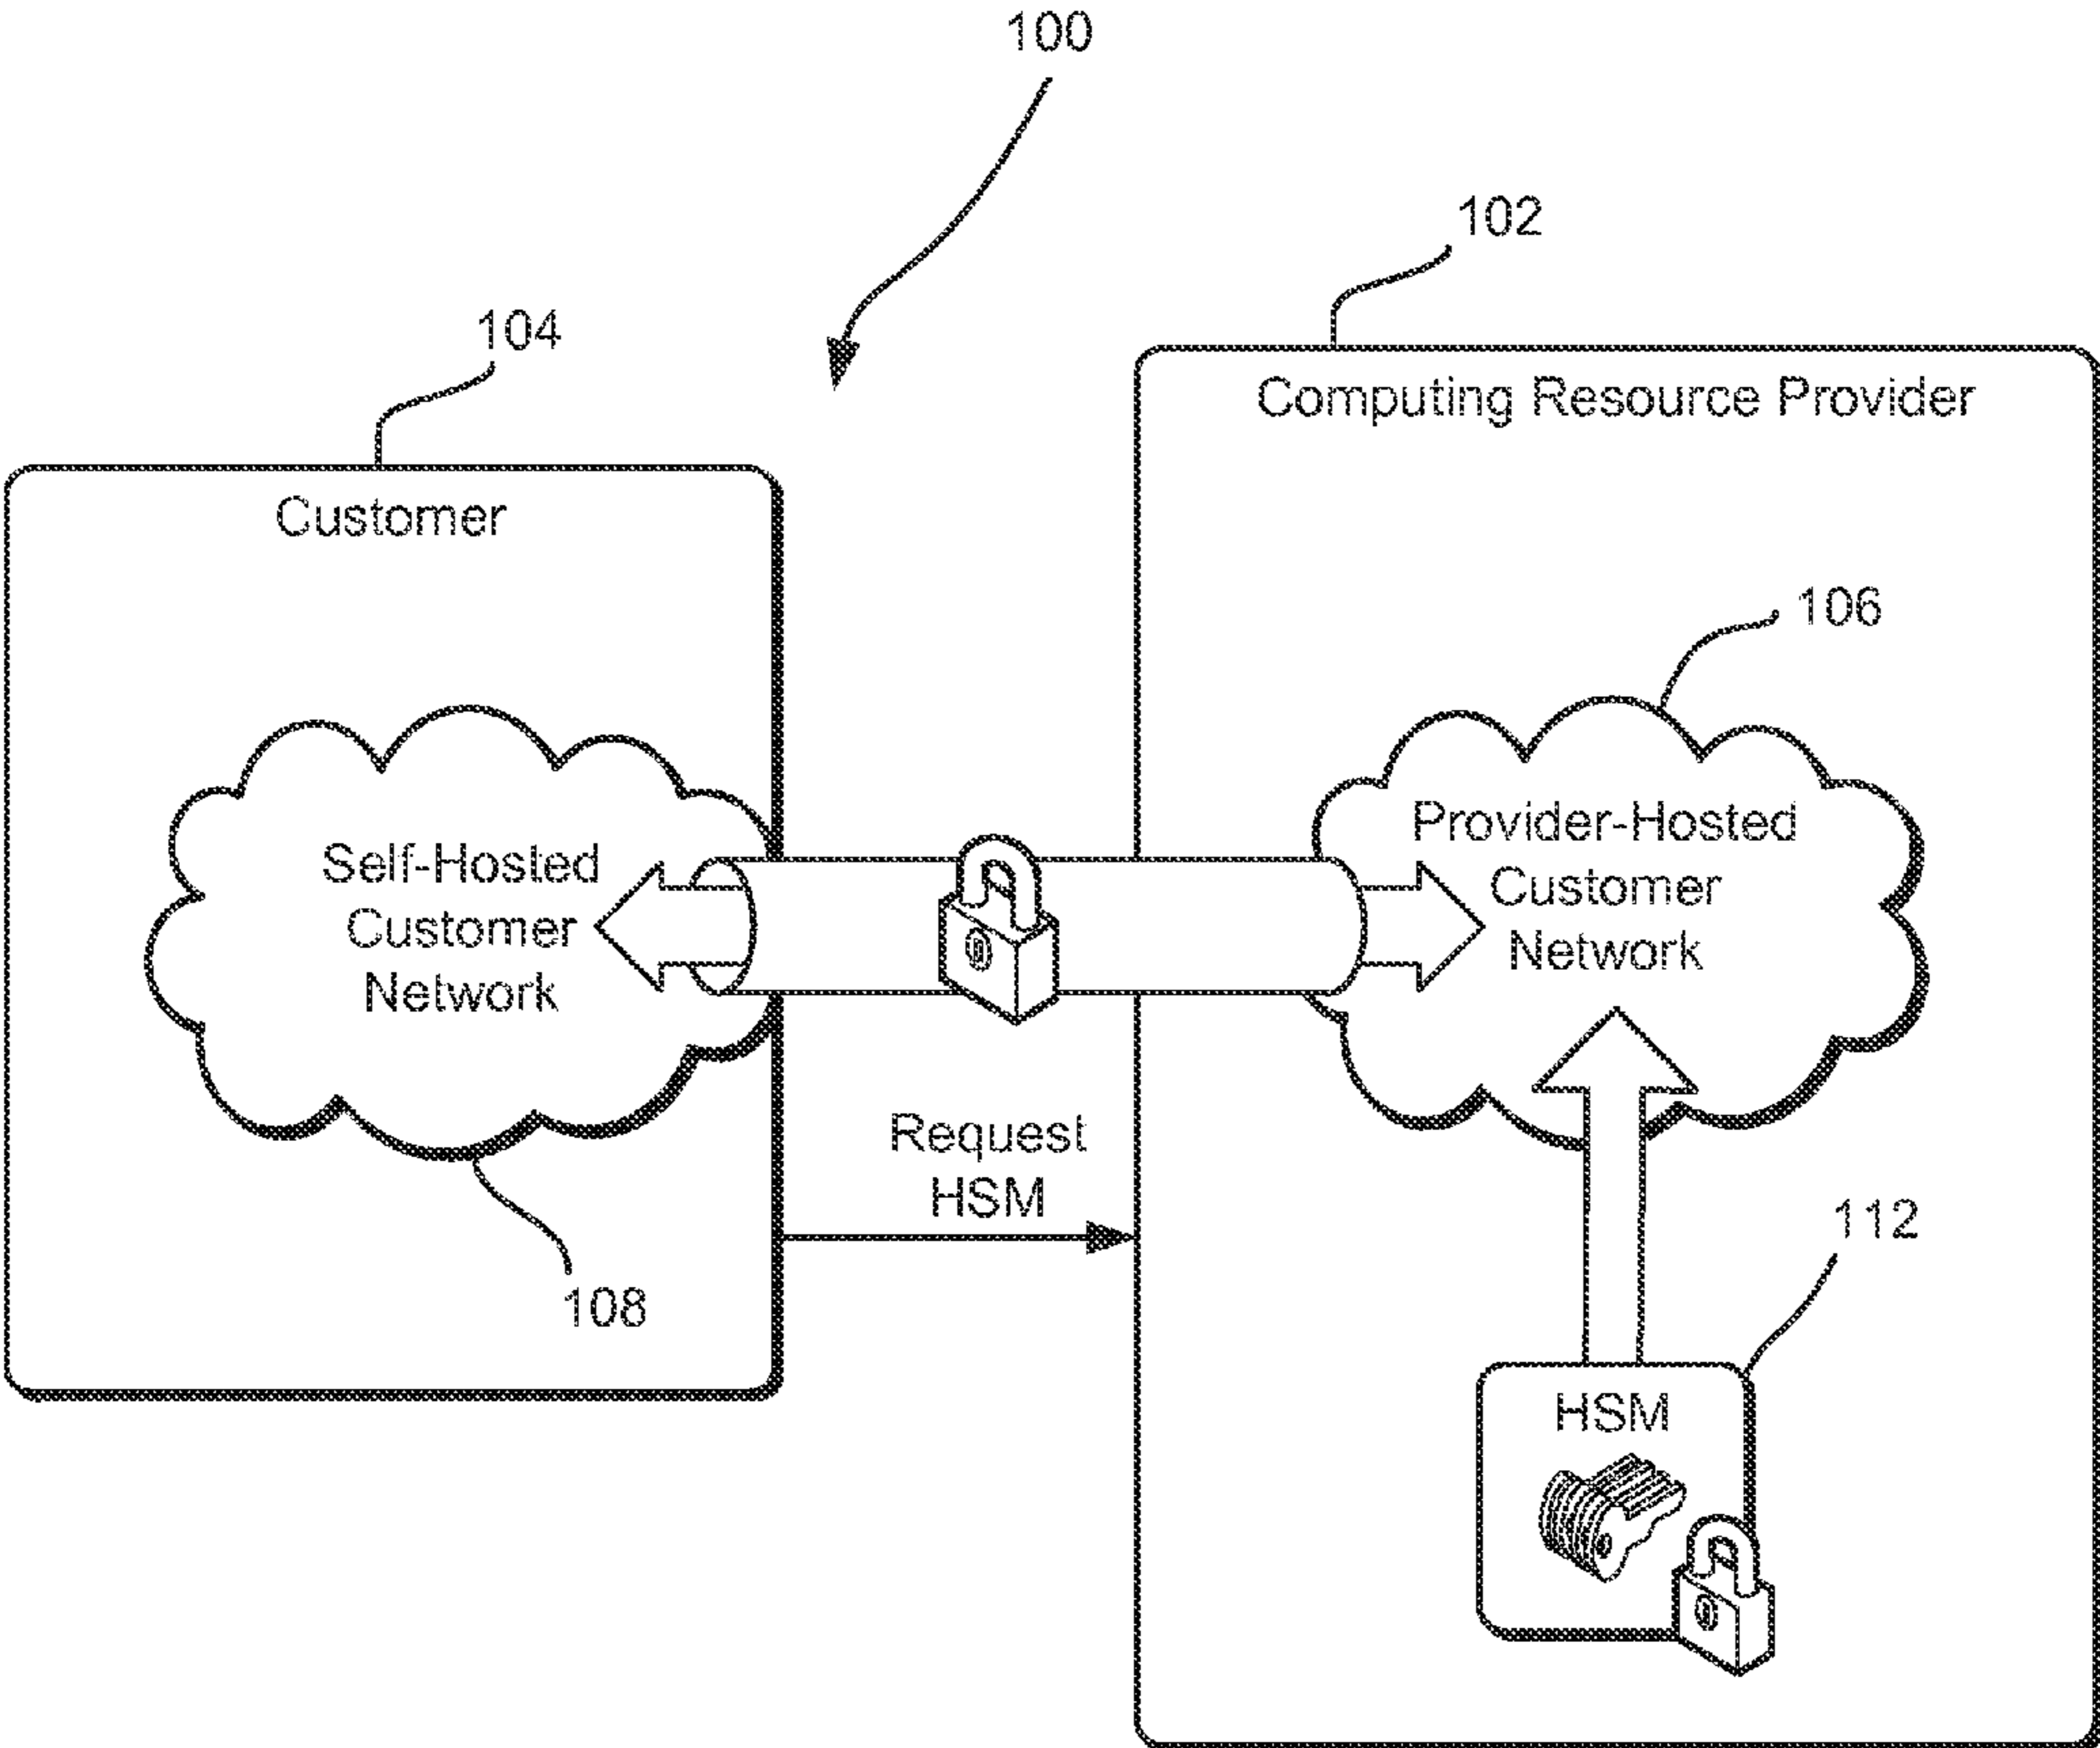 100
102
104
Computing Resource Provider
Customer
106
Provider-Hosted
Customer
Network
Self-Hosted
Customer
Network
Request
HSM
112
108
HSM